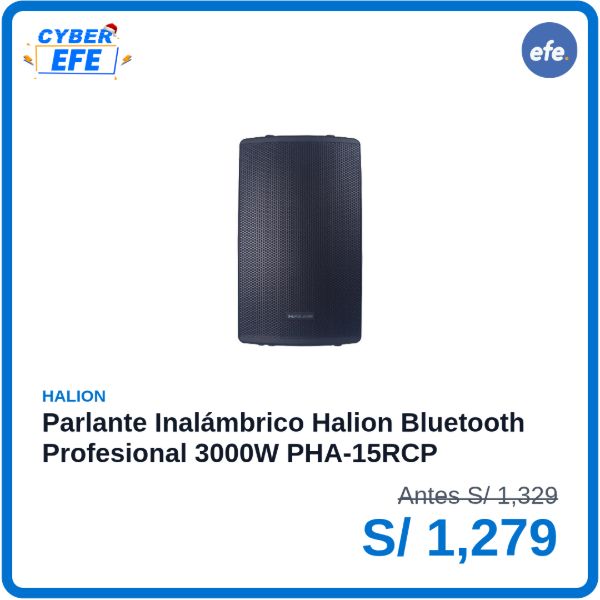 CYBER
EFE
efe.
HALION
Parlante Inalámbrico Halion Bluetooth
Profesional 3000W PHA-15RCP
Antes S/ 1,329
S/ 1,279